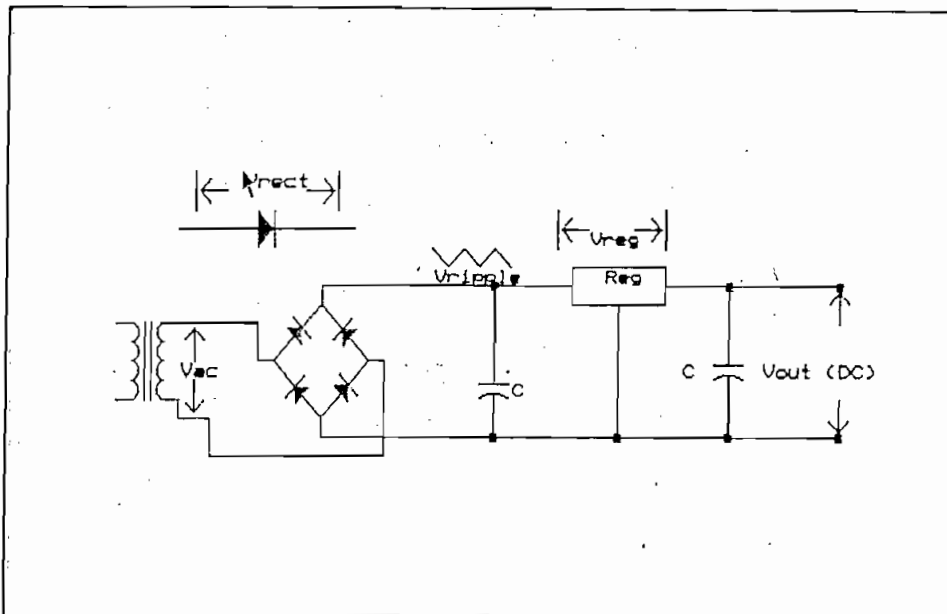 Vrect
Vreg
Vripple
Reg
Vac
C
C
Vout (DC)